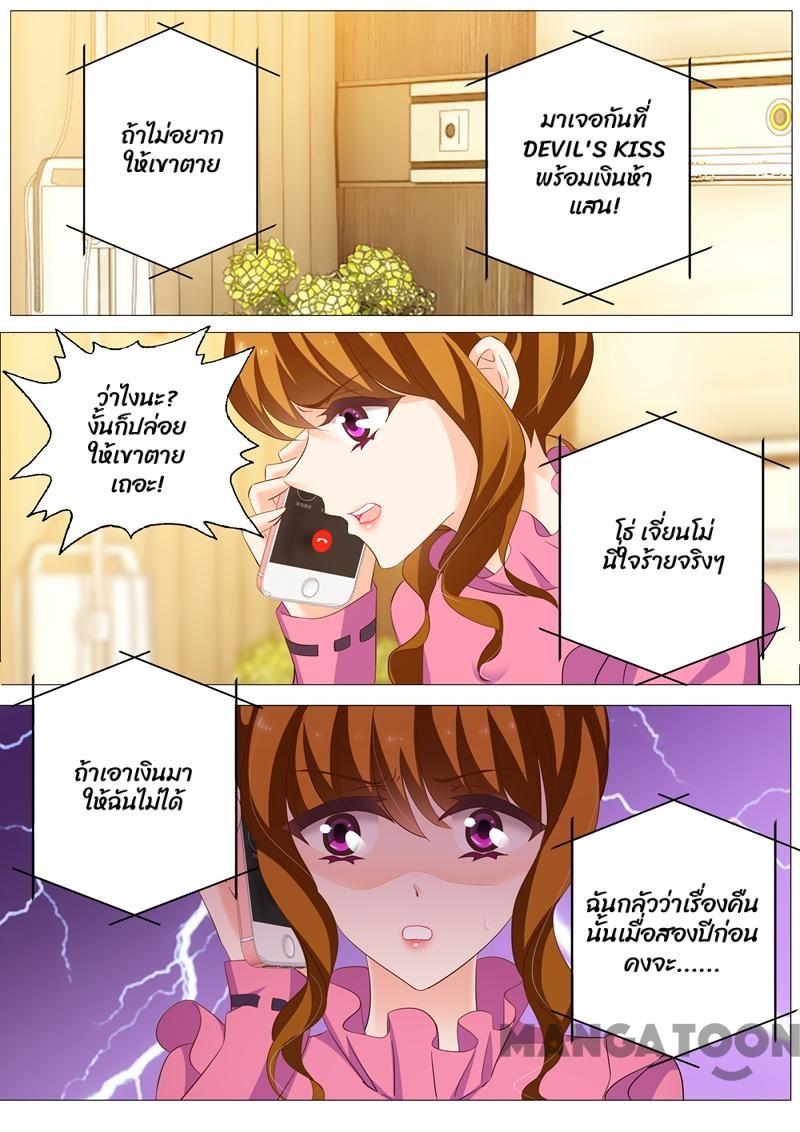 ถ้าไม่อยาก
ให้เขาตาย
มาเจอกันที่
DEVIL'S KISS
พร้อมเงินห้า
แสน!
ว่าไงนะ?
งั้นก็ปล่อย
ให้เขาตาย
เถอะ!
โธ่ เจี่ยนโม่
นี่ใจร้ายจริงๆ
ถ้าเอาเงินมา
ให้ฉันไม่ได้
ฉันกลัวว่าเรื่องคืน
นั้นเมื่อสองปีก่อน
คงจะ......
MANGATOON